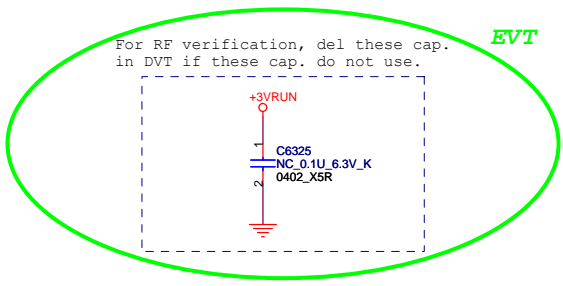 EVT
For RF verification, del these cap.
in DVT if these cap. do not use.
+3VRUN
1
C6325
NC_0.1U_6.3V_K
0402_X5R
2